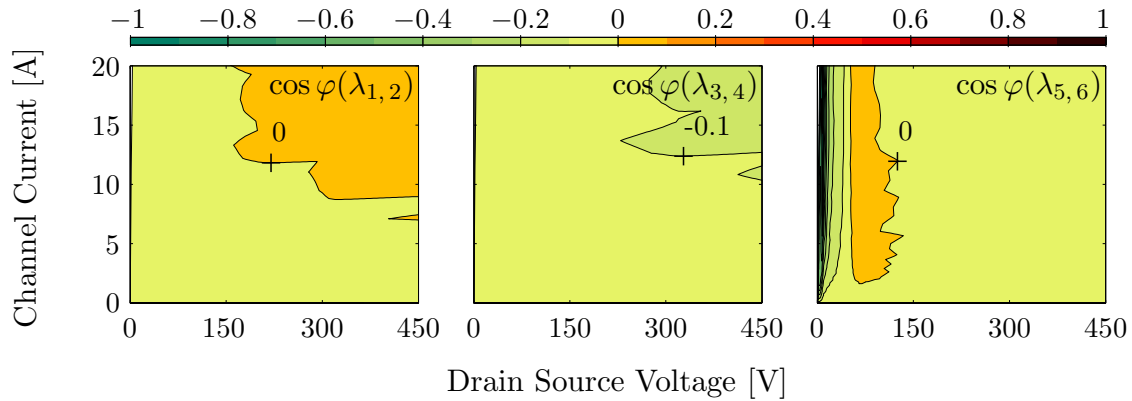 −1 −0.8 −0.6 −0.4 −0.2 0 0.2 0.4 0.6 0.8 1
Channel Current [A]
20
15
10
5
0
cos φ(λ1, 2)
0
cos φ(λ3, 4)
-0.1
cos φ(λ5, 6)
0
0 150 300 450 0 150 300 450 0 150 300 450
Drain Source Voltage [V]